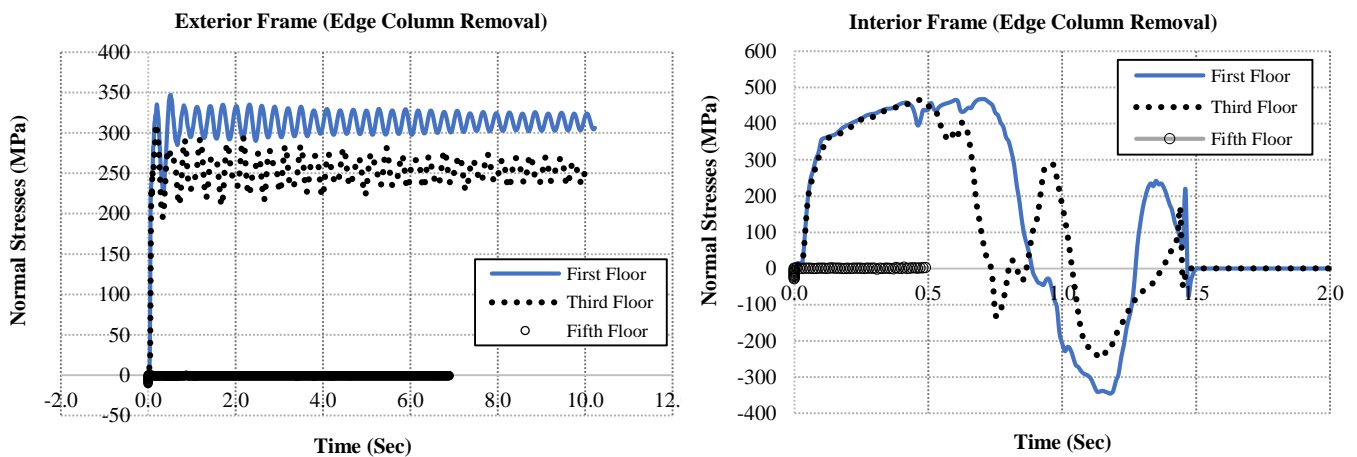 Exterior Frame (Edge Column Removal)
400
350
300
250
200
150
100
50
0
-50
-2.0
0.0
2.0
4.0
6.0
8.0
10.0
12.
Normal Stresses (MPa)
Time (Sec)
First Floor
Third Floor
Fifth Floor
Interior Frame (Edge Column Removal)
600
500
400
300
200
100
0
-100
-200
-300
-400
0.0
0.5
1.0
1.5
2.0
Normal Stresses (MPa)
Time (Sec)
First Floor
Third Floor
Fifth Floor